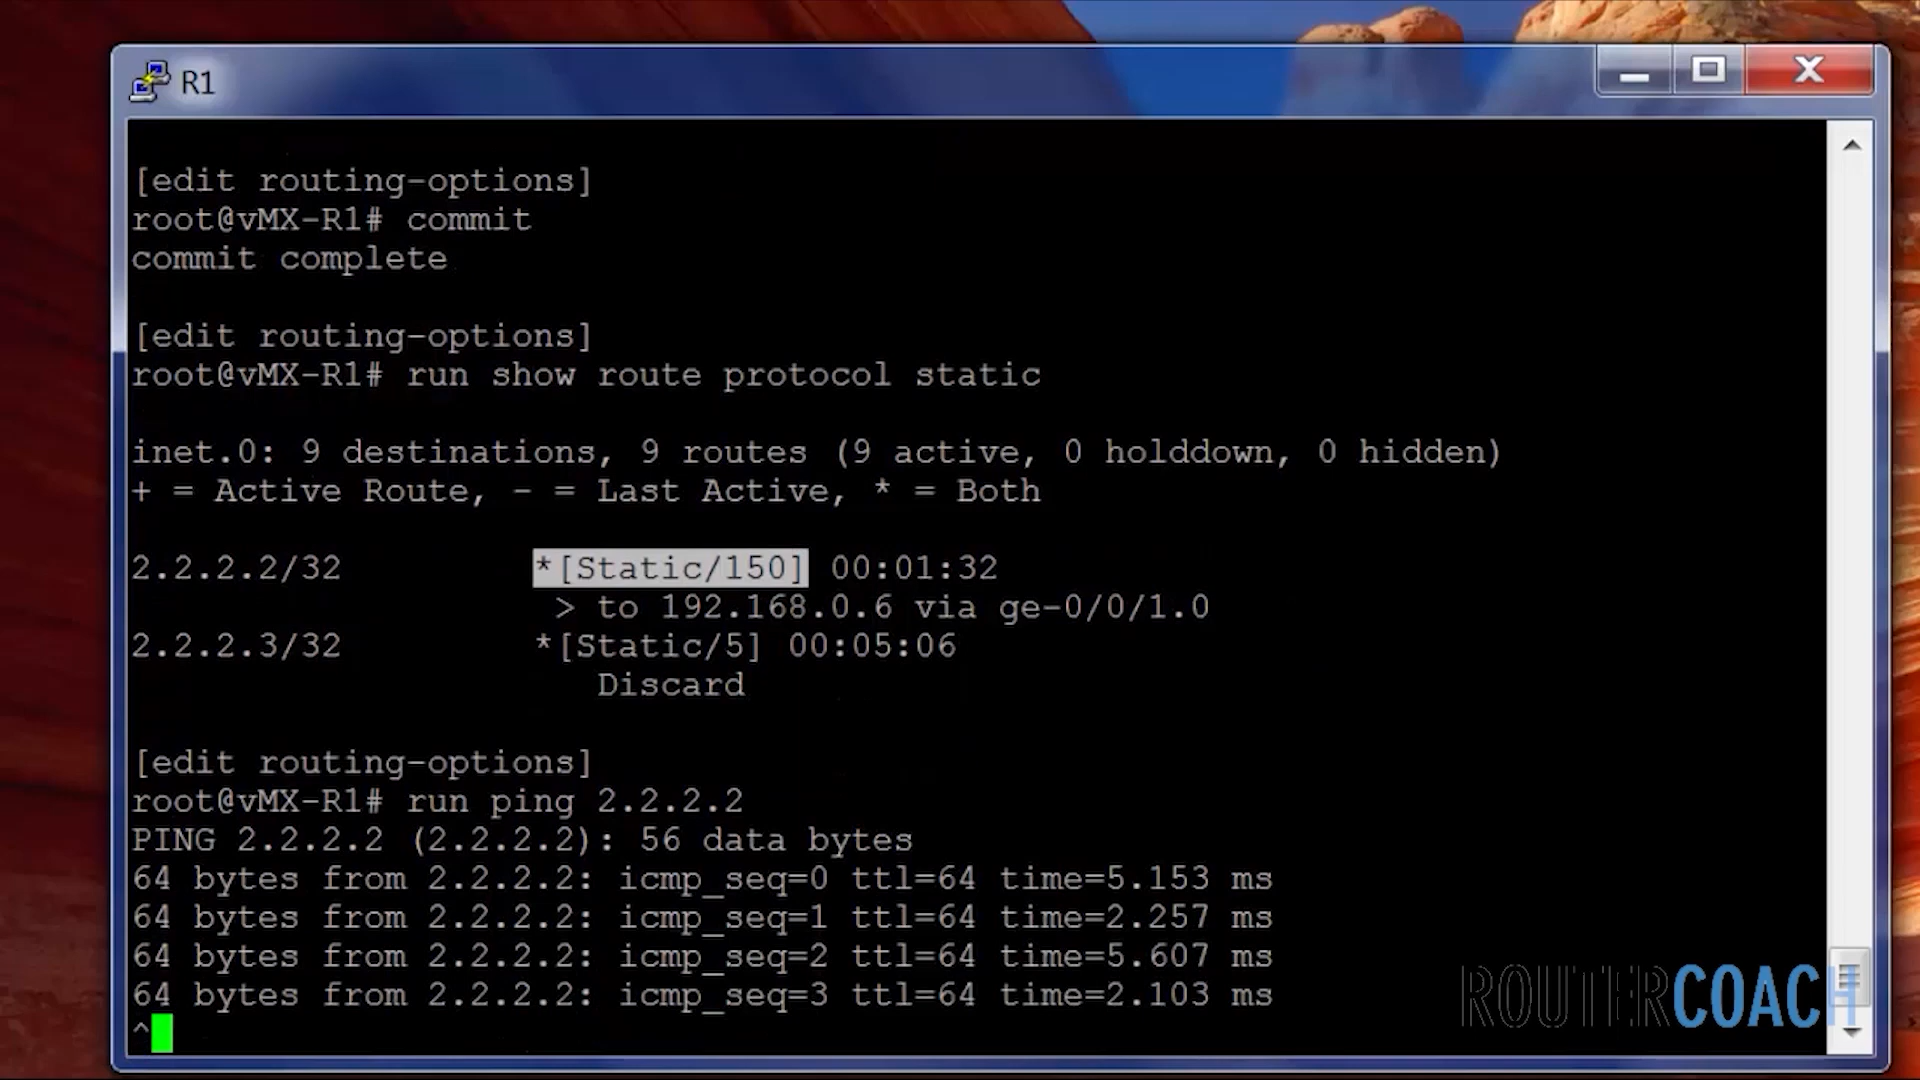 R1
[edit routing-options]
root@vMX-R1# commit
commit complete
[edit routing-options]
root@vMX-R1# run show route protocol static
inet.0: 9 destinations, 9 routes (9 active, 0 holddown, 0 hidden)
+ = Active Route, - = Last Active, * = Both
2.2.2.2/32 *[Static/150] 00:01:32
> to 192.168.0.6 via ge-0/0/1.0
2.2.2.3/32 *[Static/5] 00:05:06
Discard
[edit routing-options]
root@vMX-R1# run ping 2.2.2.2
PING 2.2.2.2 (2.2.2.2): 56 data bytes
64 bytes from 2.2.2.2: icmp_seq=0 ttl=64 time=5.153 ms
64 bytes from 2.2.2.2: icmp_seq=1 ttl=64 time=2.257 ms
64 bytes from 2.2.2.2: icmp_seq=2 ttl=64 time=5.607 ms
64 bytes from 2.2.2.2: icmp_seq=3 ttl=64 time=2.103 ms
^
ROUTERCOACH